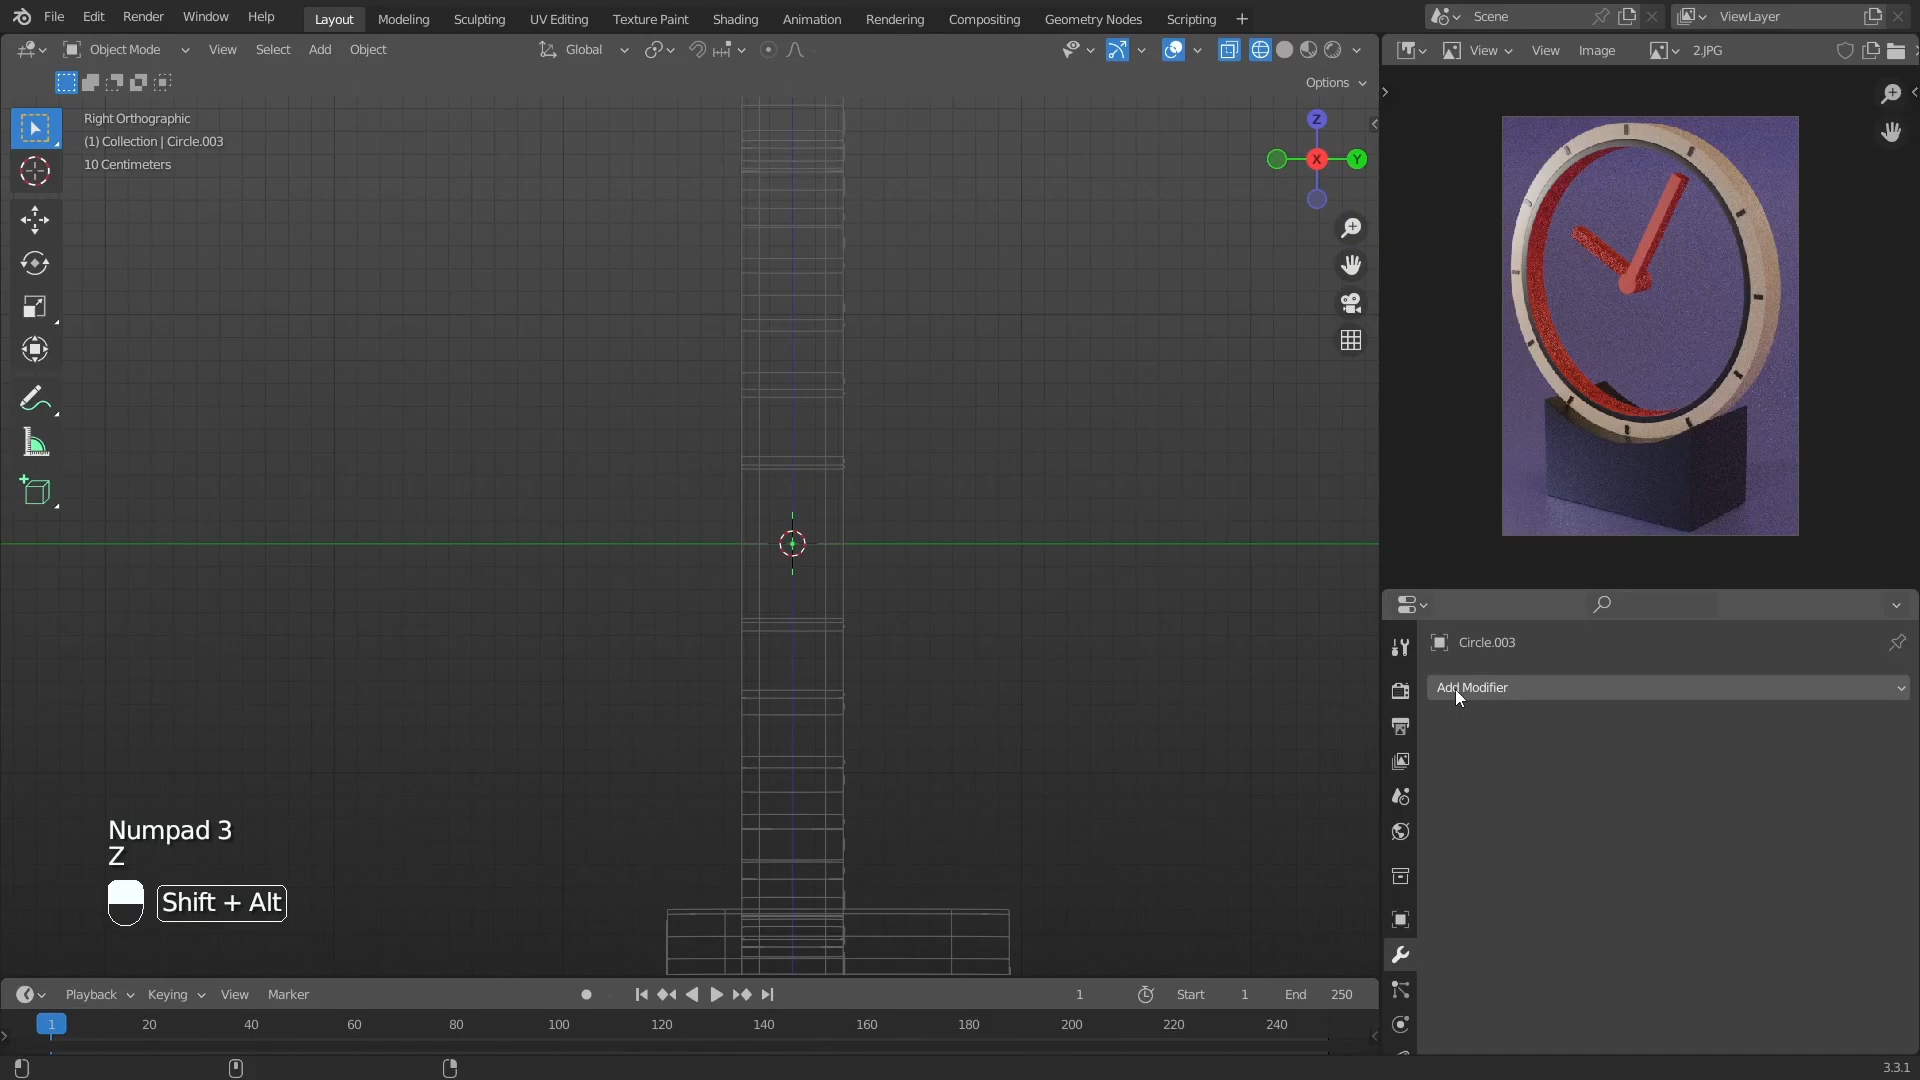 File Edit Render Window Help Layout Modeling Sculpting UV Editing Texture Paint Shading Animation Rendering Compositing Geometry Nodes Scripting + Scene ViewLayer
Object Mode View Select Add Object Global View View Image 2.JPG
Options
Right Orthographic
(1) Collection | Circle.003
10 Centimeters
Z
X
Y
Circle.003
Add Modifier
Numpad 3
Z
Shift + Alt
Playback Keying View Marker 1 Start 1 End 250
1 20 40 60 80 100 120 140 160 180 200 220 240
3.3.1